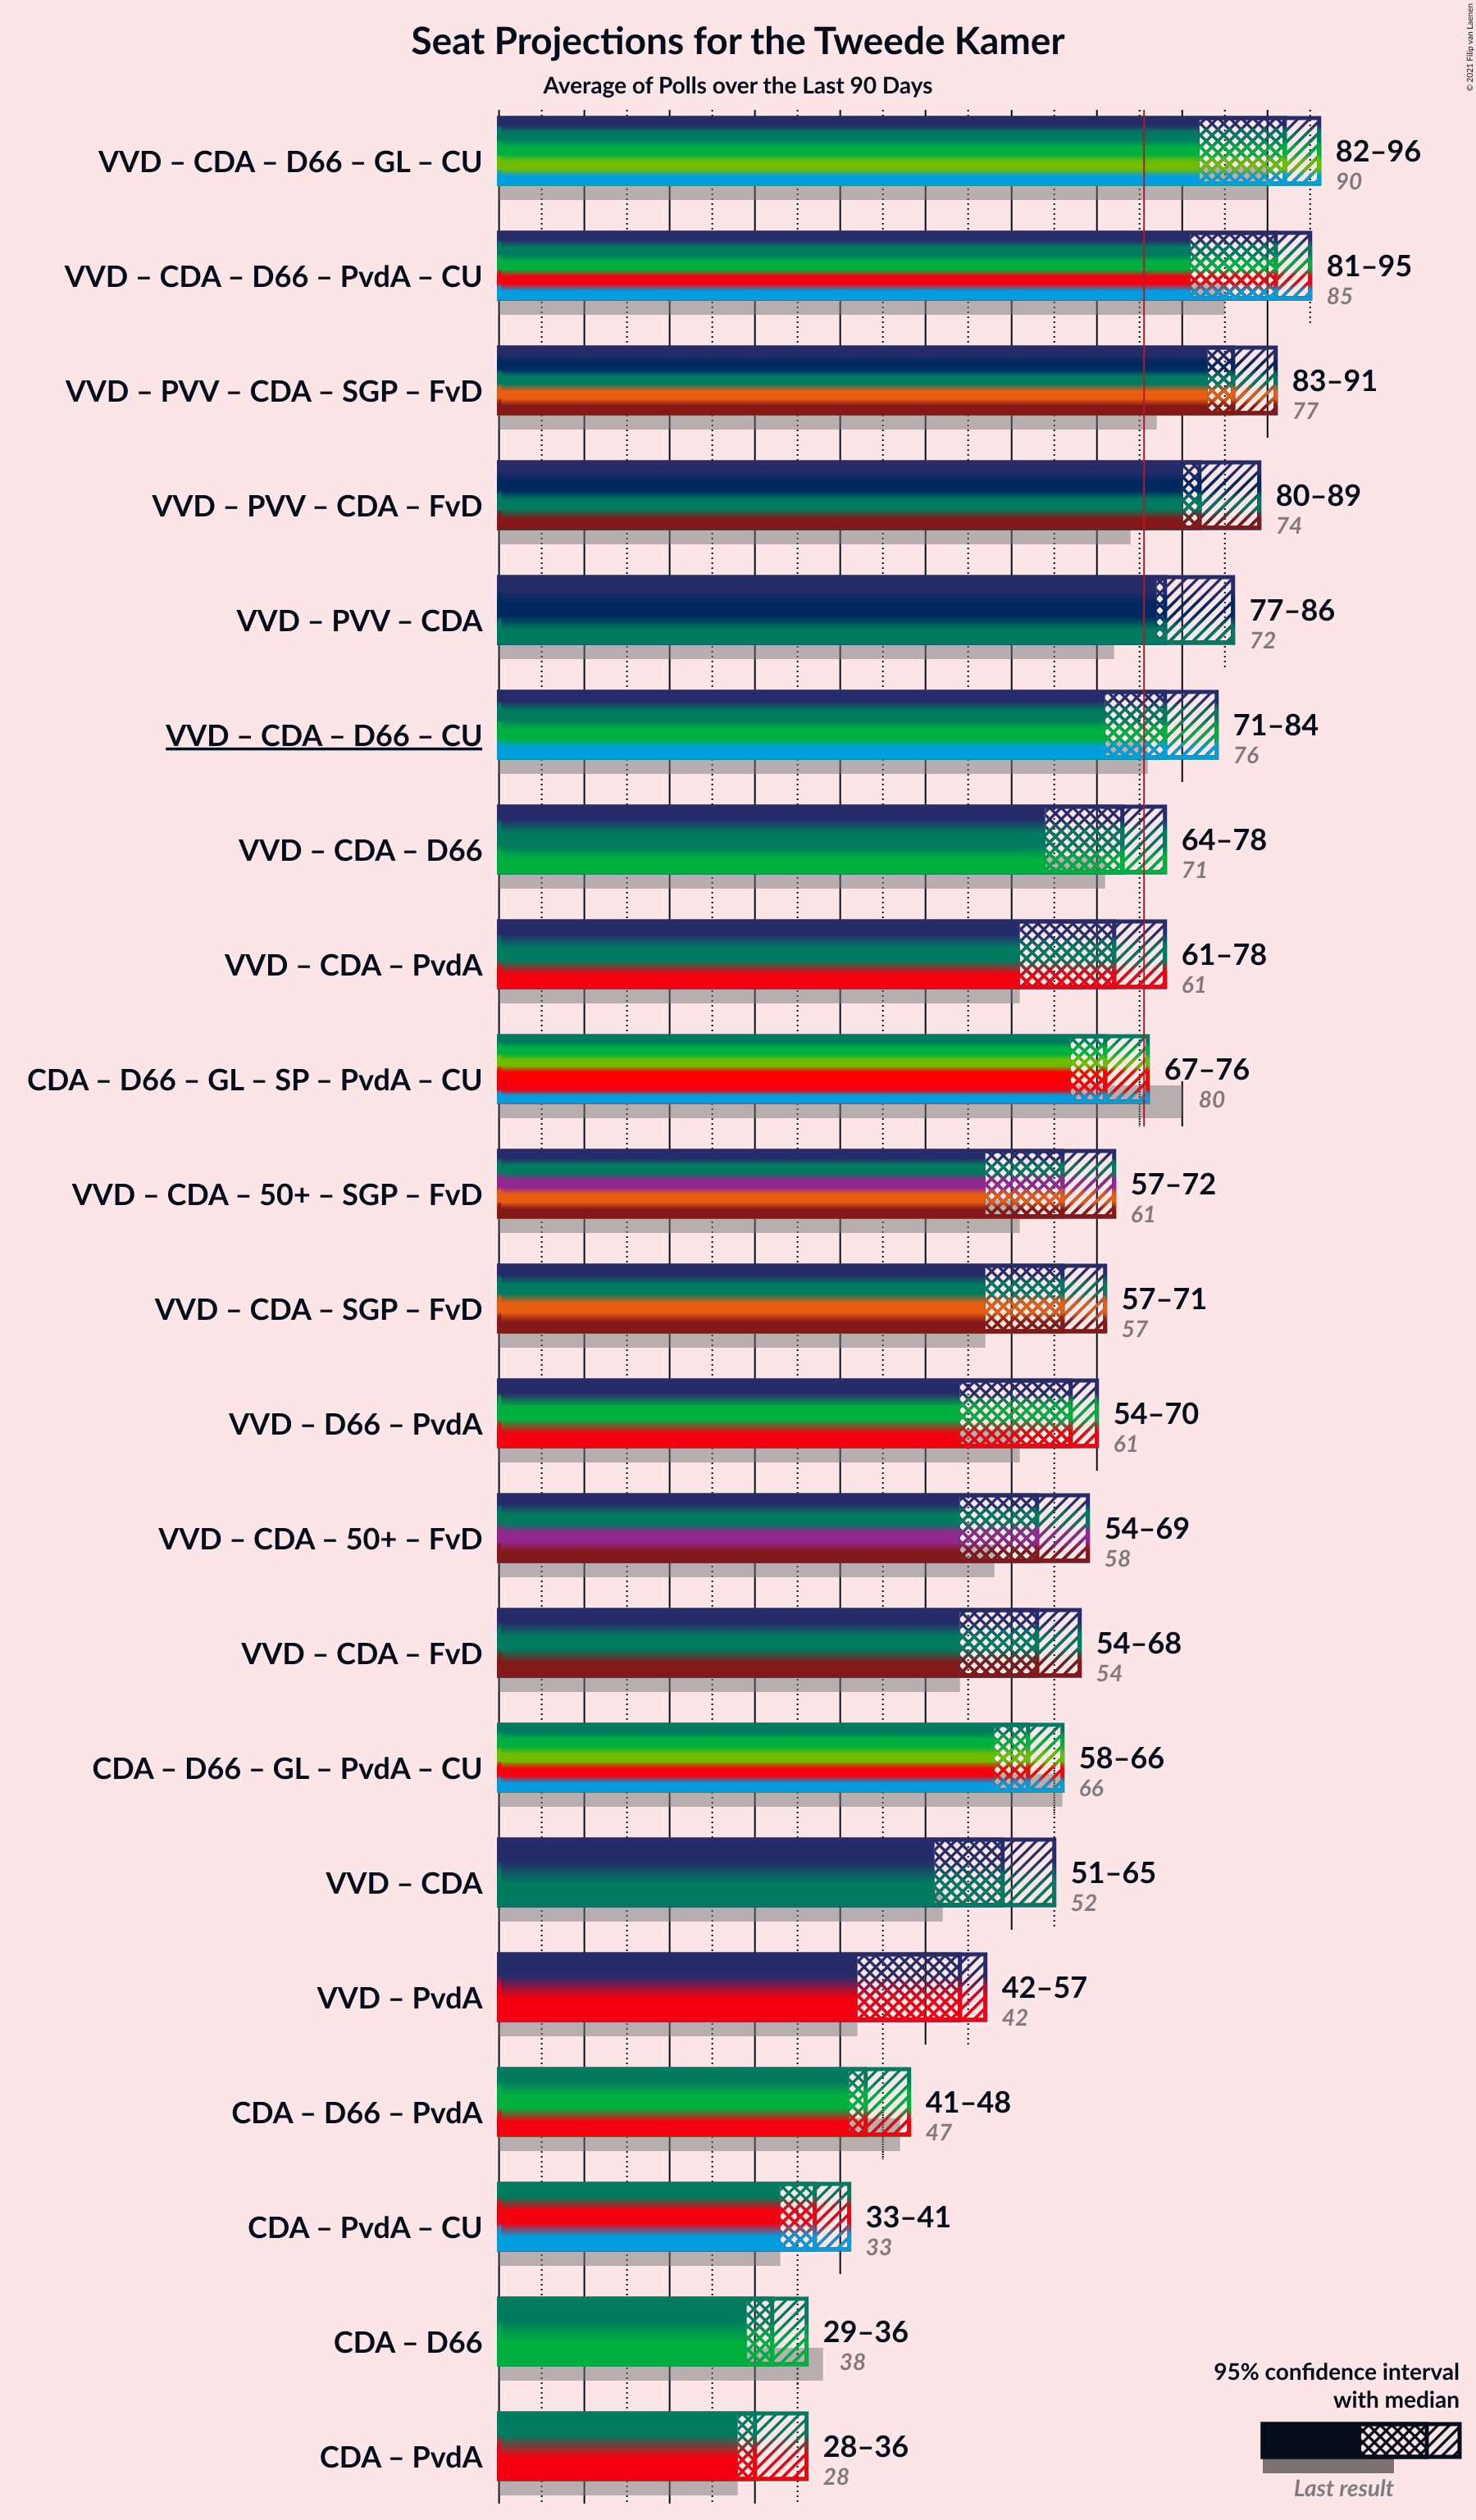 Seat Projections for the Tweede Kamer
Average of Polls over the Last 90 Days
© 2021 Filip van Laenen
VVD – CDA – D66 – GL – CU
82–96
90
VVD – CDA – D66 – PvdA – CU
81–95
85
VVD – PVV – CDA – SGP – FvD
83–91
77
VVD – PVV – CDA – FvD
80–89
74
VVD – PVV – CDA
77–86
72
VVD – CDA – D66 – CU
71–84
76
VVD – CDA – D66
64–78
71
VVD – CDA – PvdA
61–78
61
CDA – D66 – GL – SP – PvdA – CU
67–76
80
VVD – CDA – 50+ – SGP – FvD
57–72
61
VVD – CDA – SGP – FvD
57–71
57
VVD – D66 – PvdA
54–70
61
VVD – CDA – 50+ – FvD
54–69
58
VVD – CDA – FvD
54–68
54
CDA – D66 – GL – PvdA – CU
58–66
66
VVD – CDA
51–65
52
VVD – PvdA
42–57
42
CDA – D66 – PvdA
41–48
47
CDA – PvdA – CU
33–41
33
CDA – D66
29–36
38
CDA – PvdA
28–36
28
95% confidence interval
with median
Last result